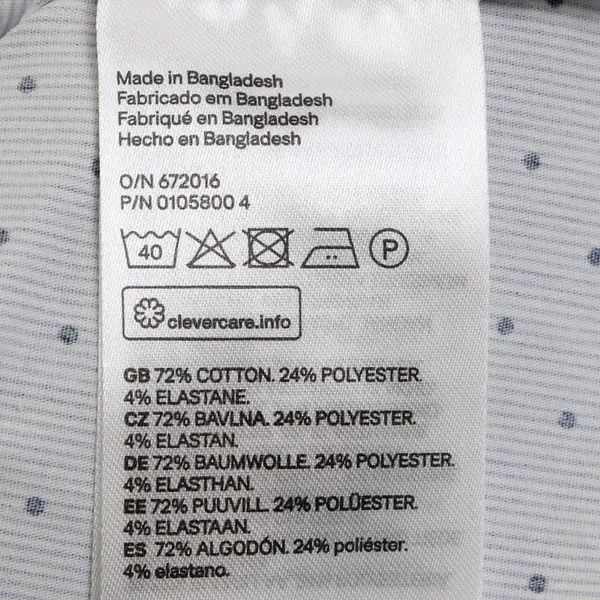 Made in Bangladesh
Fabricado em Bangladesh
Fabriqué en Bangladesh
Hecho en Bangladesh
O/N 672016
P/N 0105800 4
40 P
clevercare.info
GB 72% COTTON. 24% POLYESTER.
4% ELASTANE.
CZ 72% BAVLNA. 24% POLYESTER.
4% ELASTAN.
DE 72% BAUMWOLLE. 24% POLYESTER.
4% ELASTHAN.
EE 72% PUUVILL. 24% POLÜESTER.
4% ELASTAAN.
ES 72% ALGODÓN. 24% poliéster.
4% elastano.